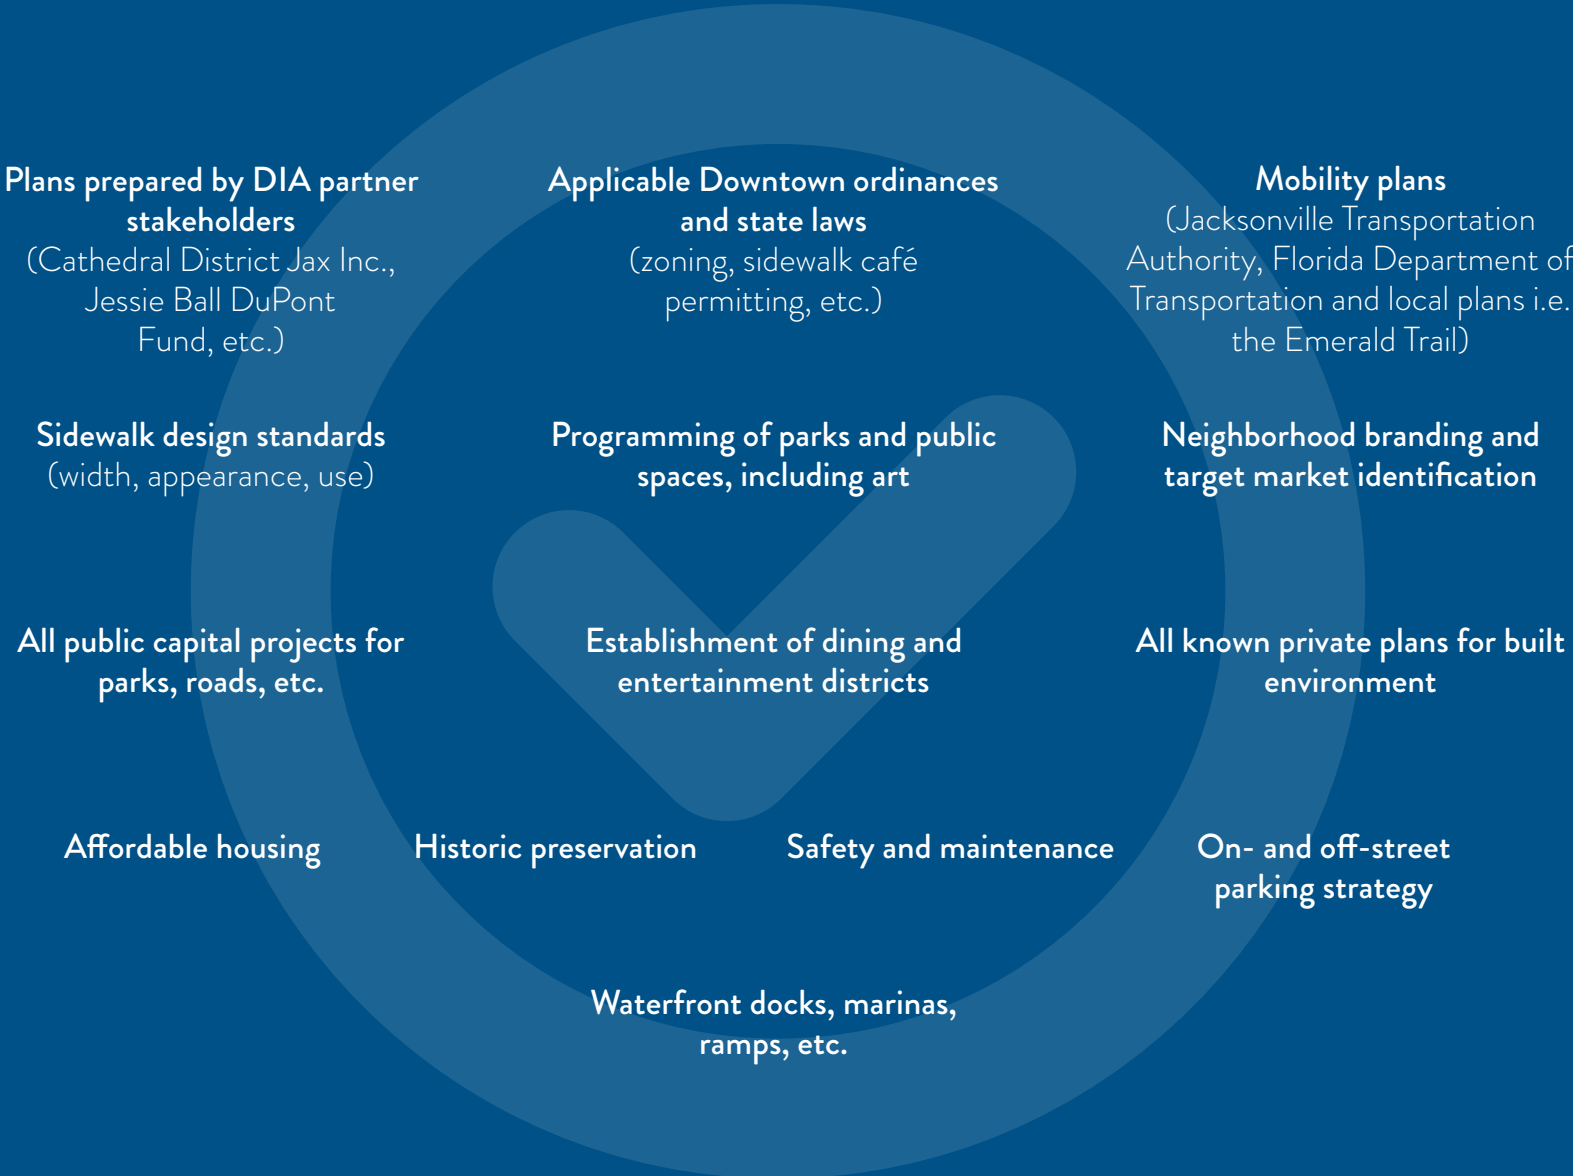 Plans prepared by DIA partner
stakeholders
(Cathedral District Jax Inc.,
Jessie Ball DuPont
Fund, etc.)
Applicable Downtown ordinances
and state laws
(zoning, sidewalk café
permitting, etc.)
Mobility plans
(Jacksonville Transportation
Authority, Florida Department of
Transportation and local plans i.e.
the Emerald Trail)
Sidewalk design standards
(width, appearance, use)
Programming of parks and public
spaces, including art
Neighborhood branding and
target market identification
All public capital projects for
parks, roads, etc.
Establishment of dining and
entertainment districts
All known private plans for built
environment
Affordable housing
Historic preservation
Safety and maintenance
On- and off-street
parking strategy
Waterfront docks, marinas,
ramps, etc.